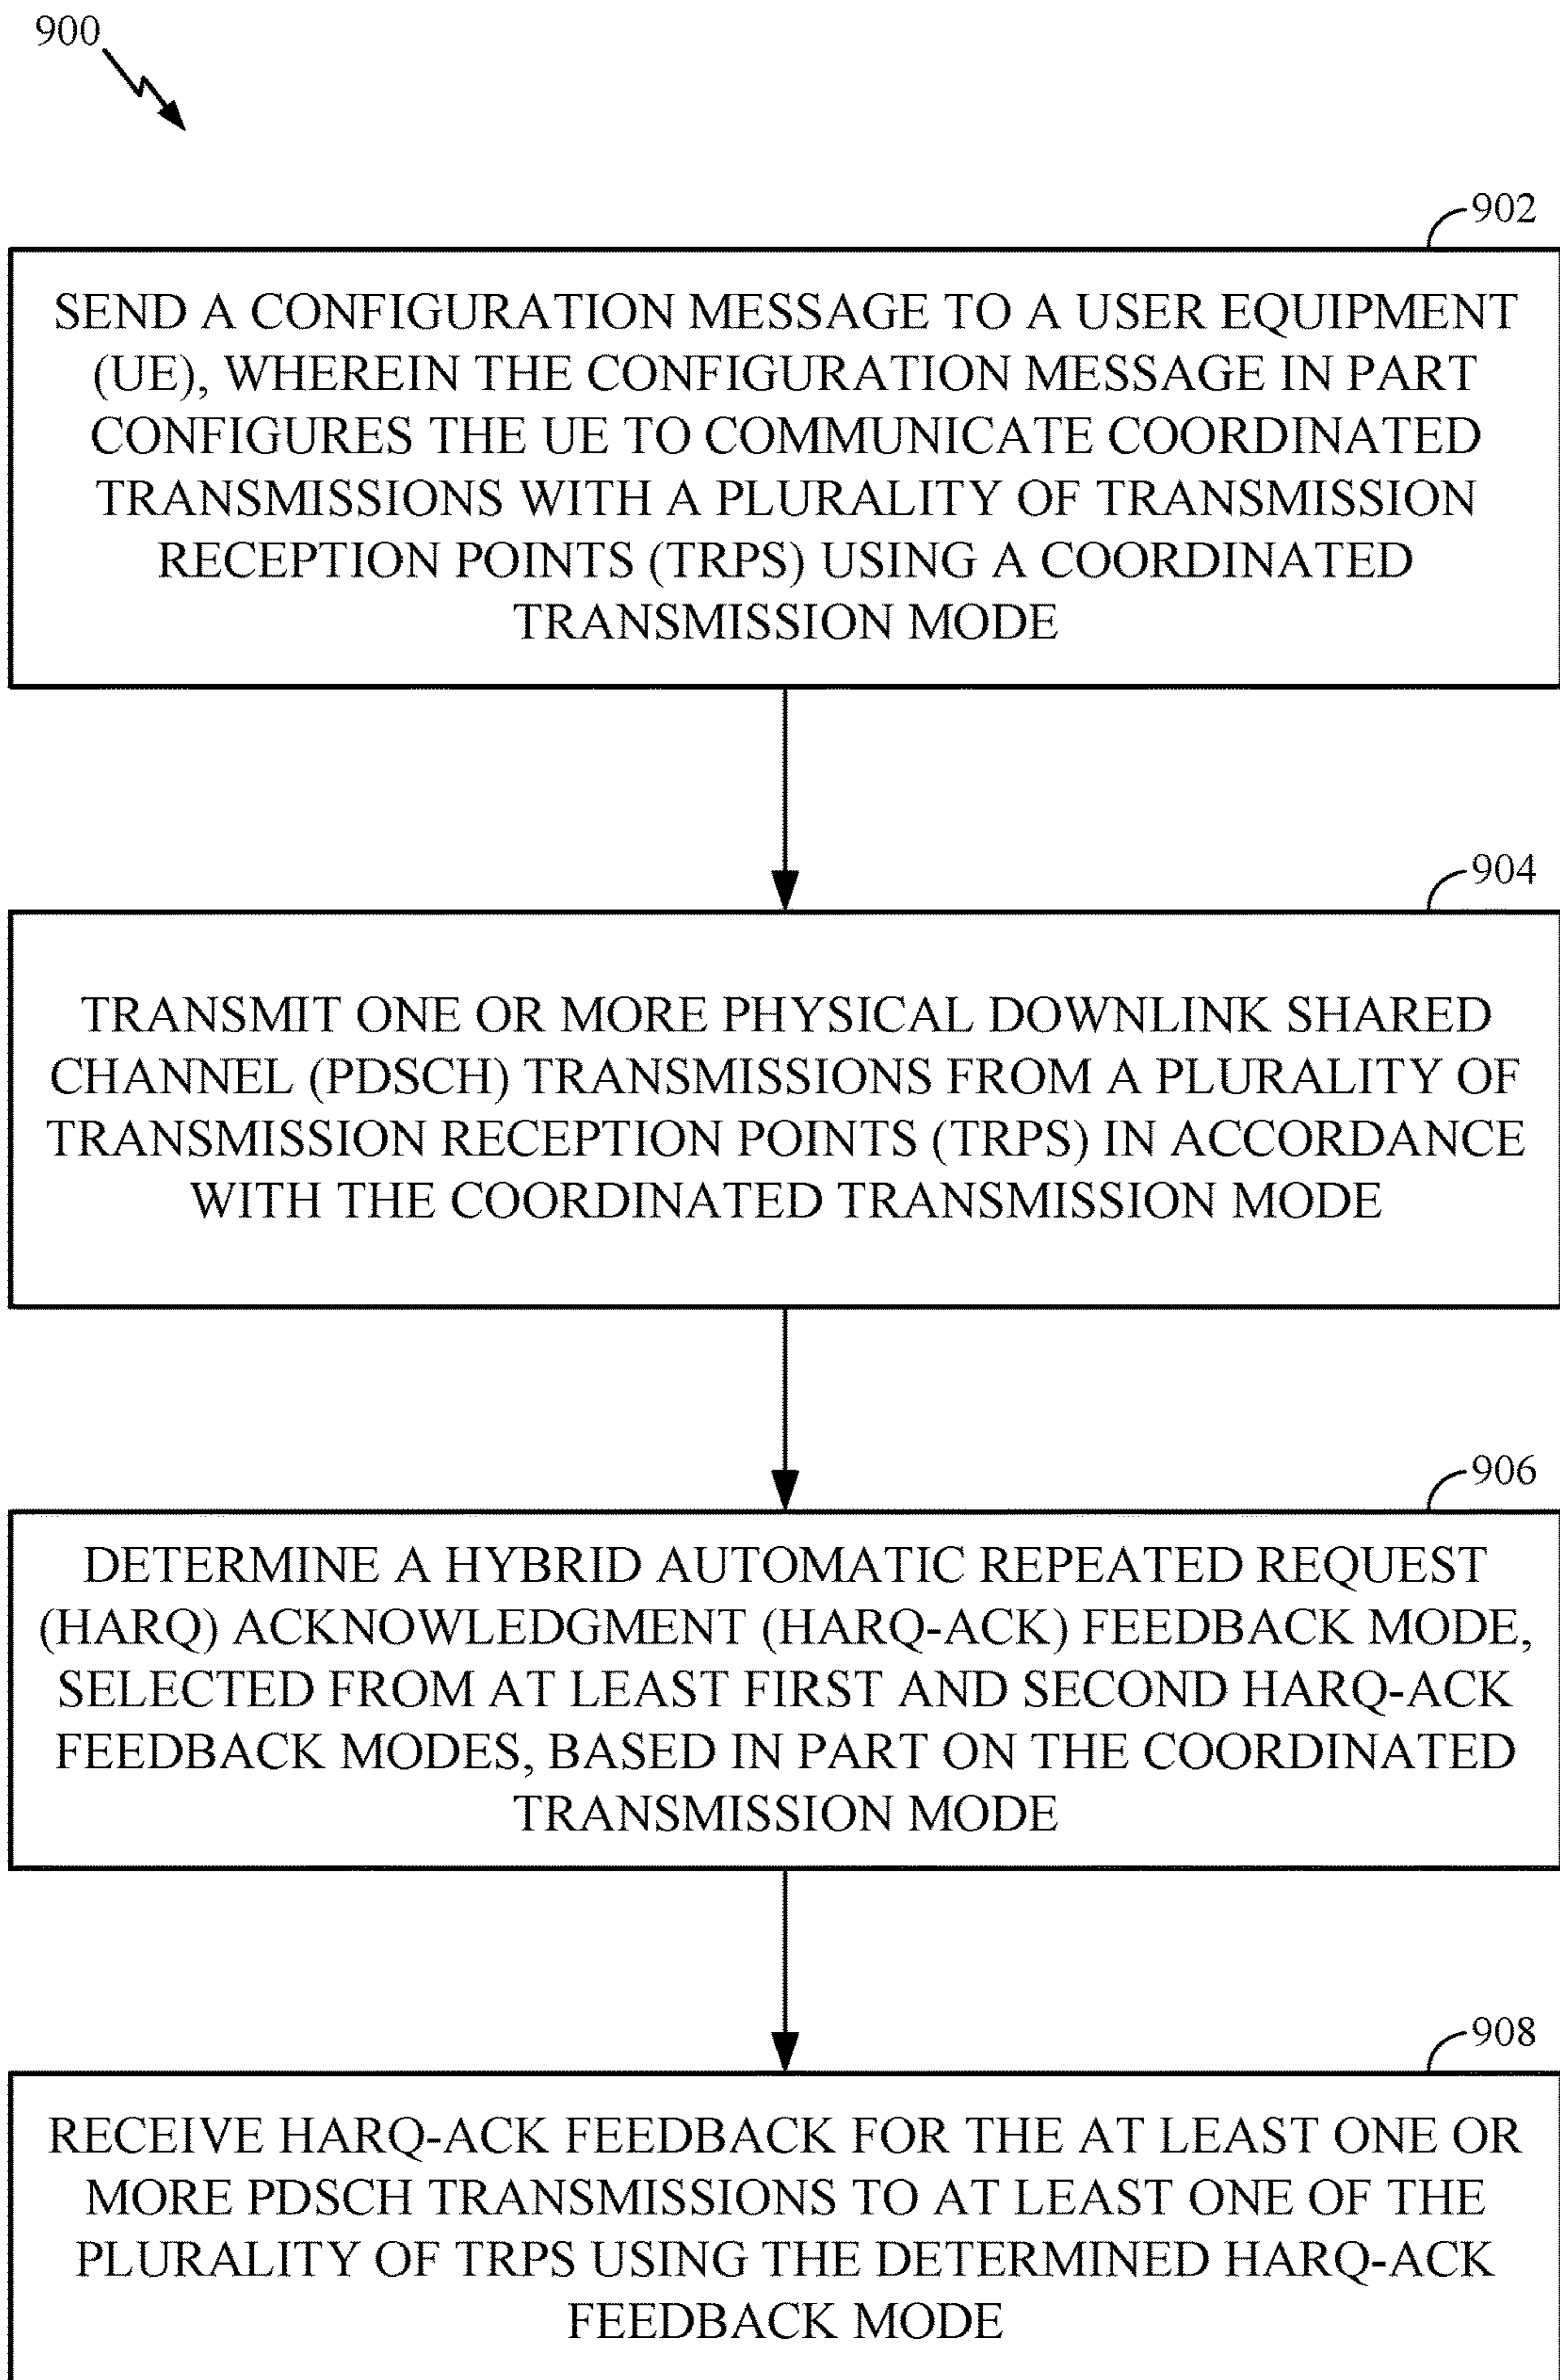 900
902
SEND A CONFIGURATION MESSAGE TO A USER EQUIPMENT
(UE), WHEREIN THE CONFIGURATION MESSAGE IN PART
CONFIGURES THE UE TO COMMUNICATE COORDINATED
TRANSMISSIONS WITH A PLURALITY OF TRANSMISSION
RECEPTION POINTS (TRPS) USING A COORDINATED
TRANSMISSION MODE
904
TRANSMIT ONE OR MORE PHYSICAL DOWNLINK SHARED
CHANNEL (PDSCH) TRANSMISSIONS FROM A PLURALITY OF
TRANSMISSION RECEPTION POINTS (TRPS) IN ACCORDANCE
WITH THE COORDINATED TRANSMISSION MODE
906
DETERMINE A HYBRID AUTOMATIC REPEATED REQUEST
(HARQ) ACKNOWLEDGMENT (HARQ-ACK) FEEDBACK MODE,
SELECTED FROM AT LEAST FIRST AND SECOND HARQ-ACK
FEEDBACK MODES, BASED IN PART ON THE COORDINATED
TRANSMISSION MODE
908
RECEIVE HARQ-ACK FEEDBACK FOR THE AT LEAST ONE OR
MORE PDSCH TRANSMISSIONS TO AT LEAST ONE OF THE
PLURALITY OF TRPS USING THE DETERMINED HARQ-ACK
FEEDBACK MODE